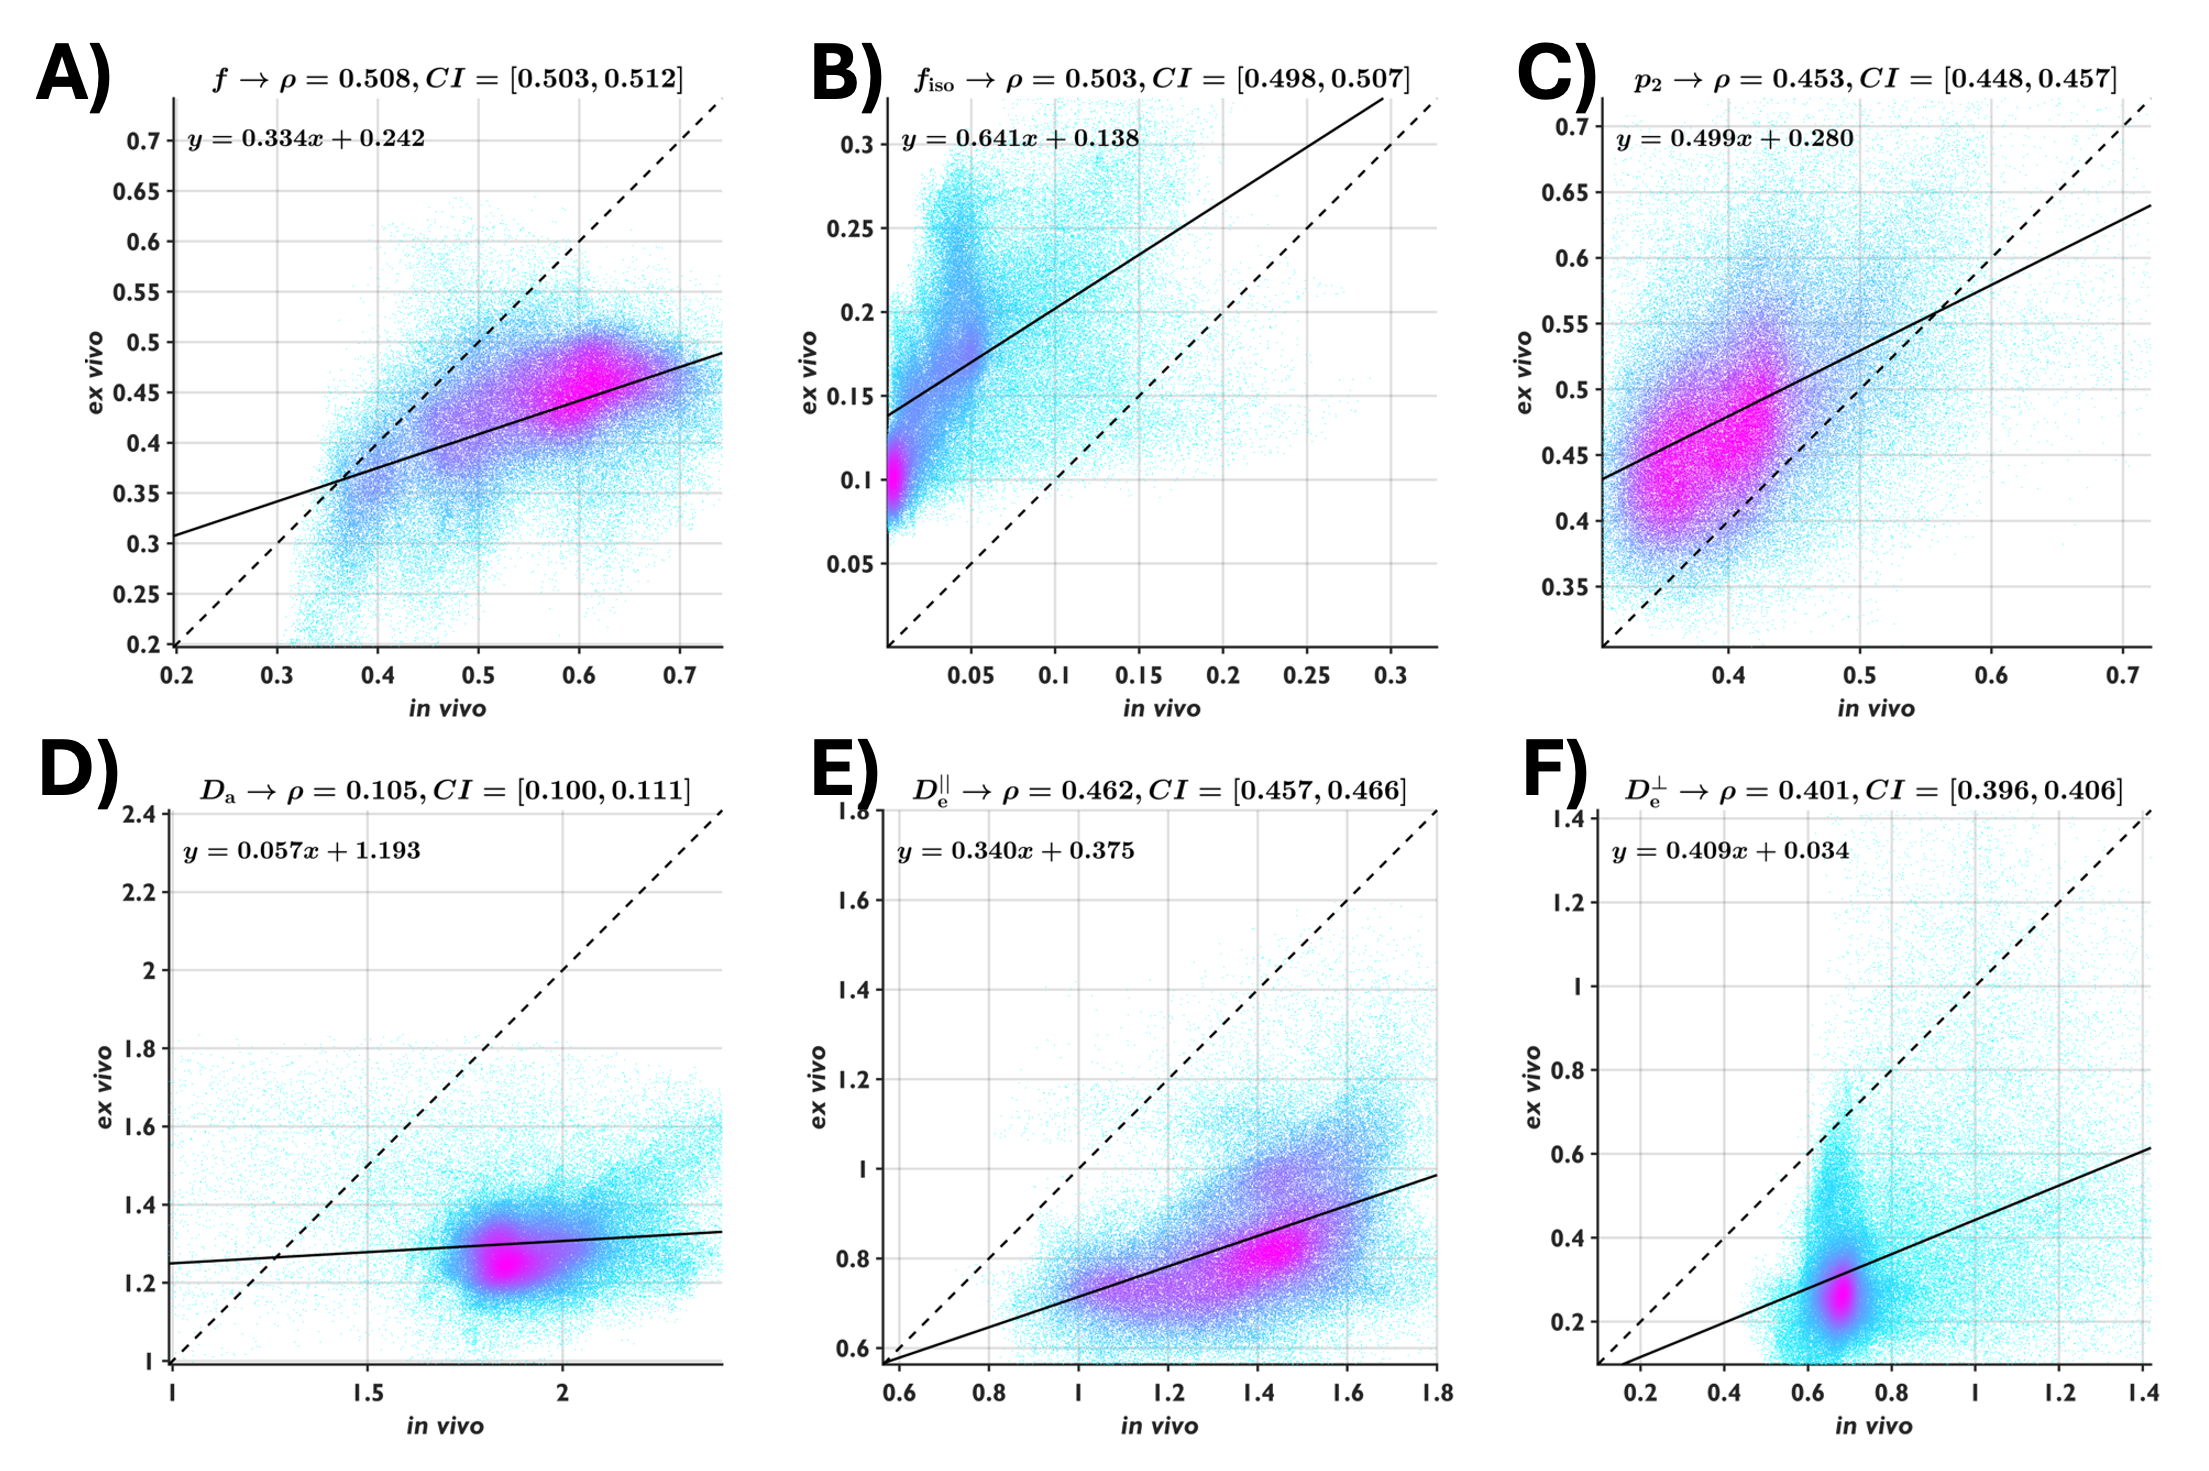 A)
f → ρ = 0.508, CI = [0.503, 0.512]
y = 0.334x + 0.242
0.7
0.65
0.6
0.55
0.5
0.45
0.4
0.35
0.3
0.25
0.2
ex vivo
0.2 0.3 0.4 0.5 0.6 0.7
in vivo
B)
f_iso → ρ = 0.503, CI = [0.498, 0.507]
y = 0.641x + 0.138
0.3
0.25
0.2
0.15
0.1
0.05
ex vivo
0.05 0.1 0.15 0.2 0.25 0.3
in vivo
C)
p₂ → ρ = 0.453, CI = [0.448, 0.457]
y = 0.499x + 0.280
0.7
0.65
0.6
0.55
0.5
0.45
0.4
0.35
ex vivo
0.4 0.5 0.6 0.7
in vivo
D)
D_a → ρ = 0.105, CI = [0.100, 0.111]
y = 0.057x + 1.193
2.4
2.2
2
1.8
1.6
1.4
1.2
1
ex vivo
1 1.5 2
in vivo
E)
D_e^|| → ρ = 0.462, CI = [0.457, 0.466]
y = 0.340x + 0.375
1.8
1.6
1.4
1.2
1
0.8
0.6
ex vivo
0.6 0.8 1 1.2 1.4 1.6 1.8
in vivo
F)
D_e^⊥ → ρ = 0.401, CI = [0.396, 0.406]
y = 0.409x + 0.034
1.4
1.2
1
0.8
0.6
0.4
0.2
ex vivo
0.2 0.4 0.6 0.8 1 1.2 1.4
in vivo